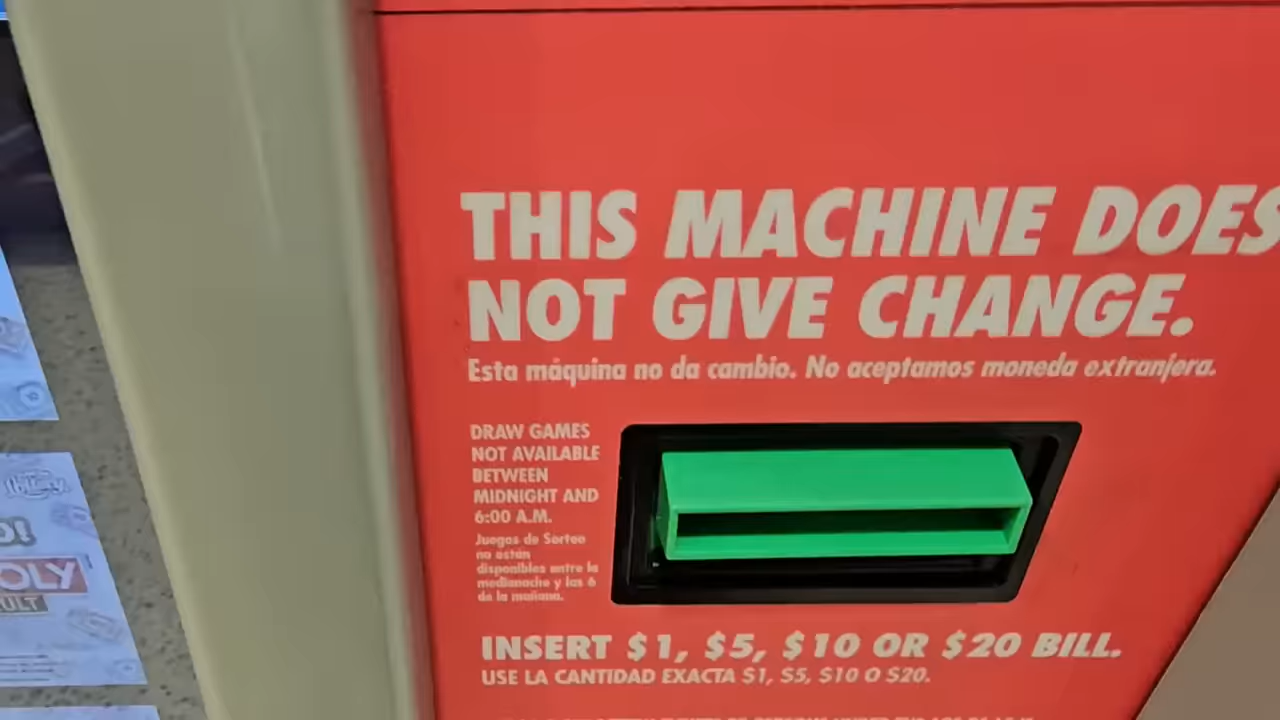 THIS MACHINE DOES
NOT GIVE CHANGE.
Esta máquina no da cambio. No aceptamos moneda extranjera.
DRAW GAMES
NOT AVAILABLE
BETWEEN
MIDNIGHT AND
6:00 A.M.
Juegos de Sorteo
no están
disponibles entre la
medianoche y las 6
de la mañana.
INSERT $1, $5, $10 OR $20 BILL.
USE LA CANTIDAD EXACTA $1, $5, $10 O $20.